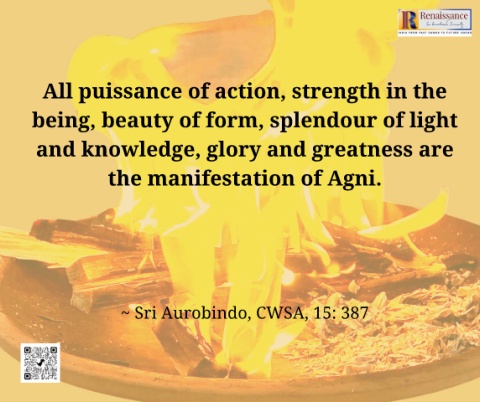 Renaissance
All puissance of action, strength in the
being, beauty of form, splendour of light
and knowledge, glory and greatness are
the manifestation of Agni.
~ Sri Aurobindo, CWSA, 15: 387